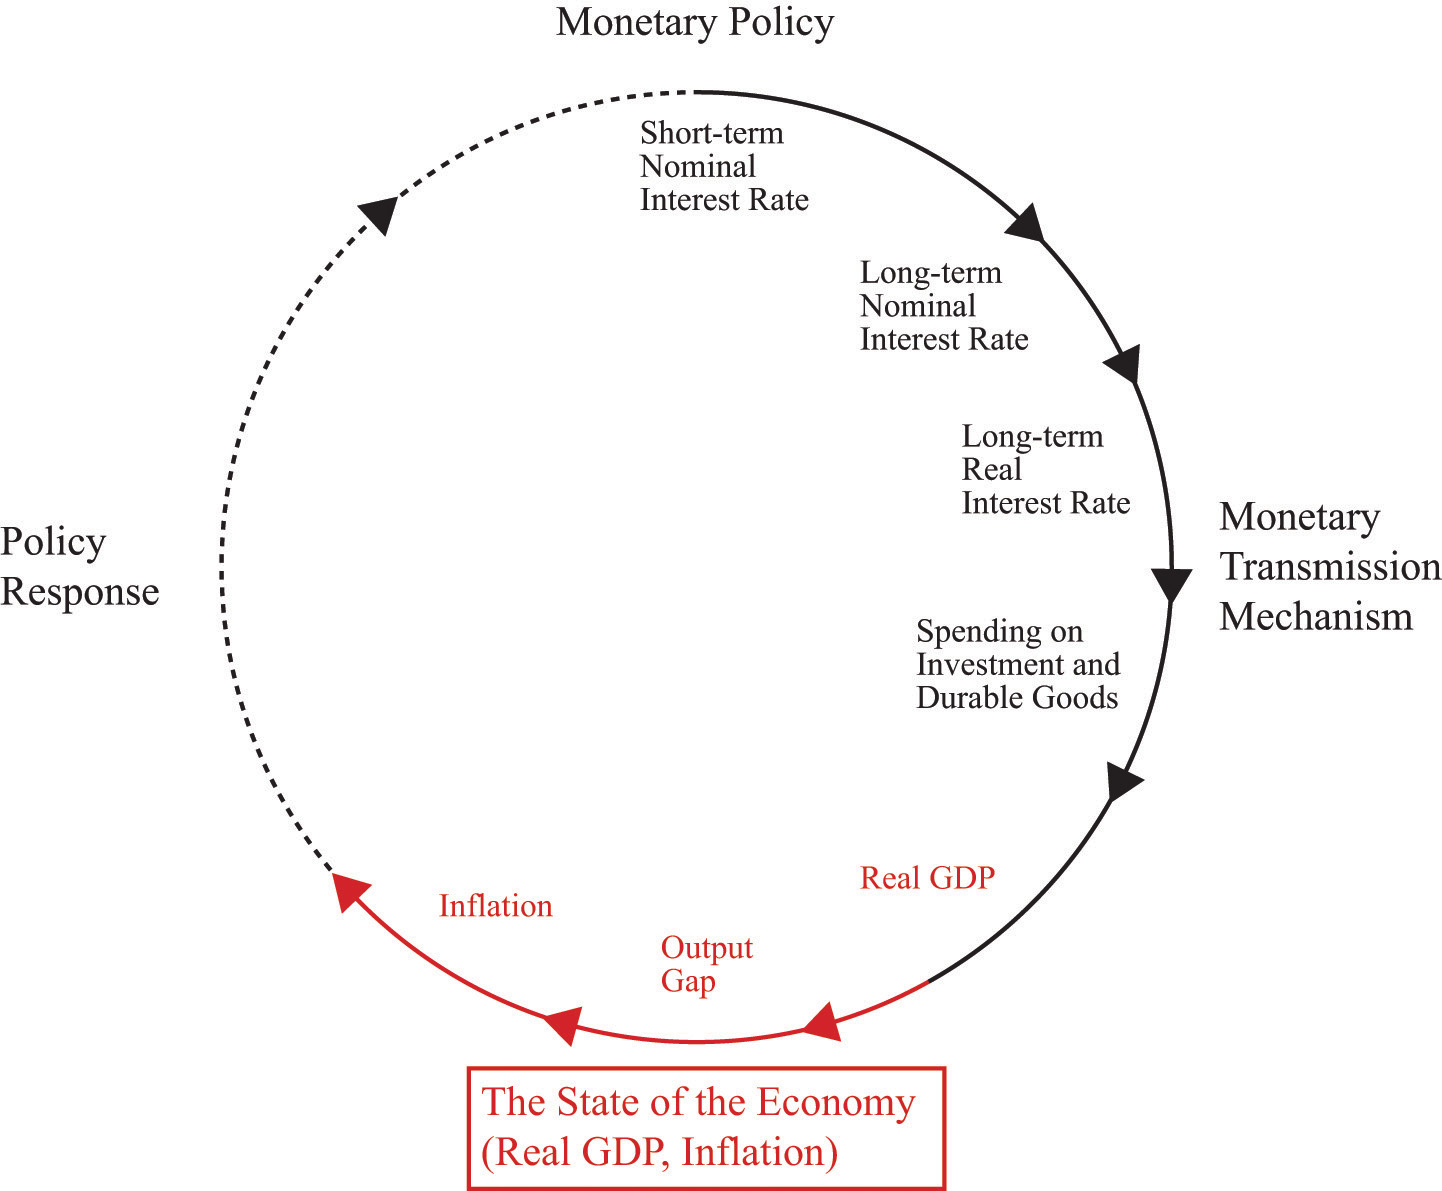 Monetary Policy
Short-term
Nominal
Interest Rate
Long-term
Nominal
Interest Rate
Long-term
Real
Interest Rate
Monetary
Transmission
Mechanism
Policy
Response
Spending on
Investment and
Durable Goods
Real GDP
Inflation
Output
Gap
The State of the Economy
(Real GDP, Inflation)